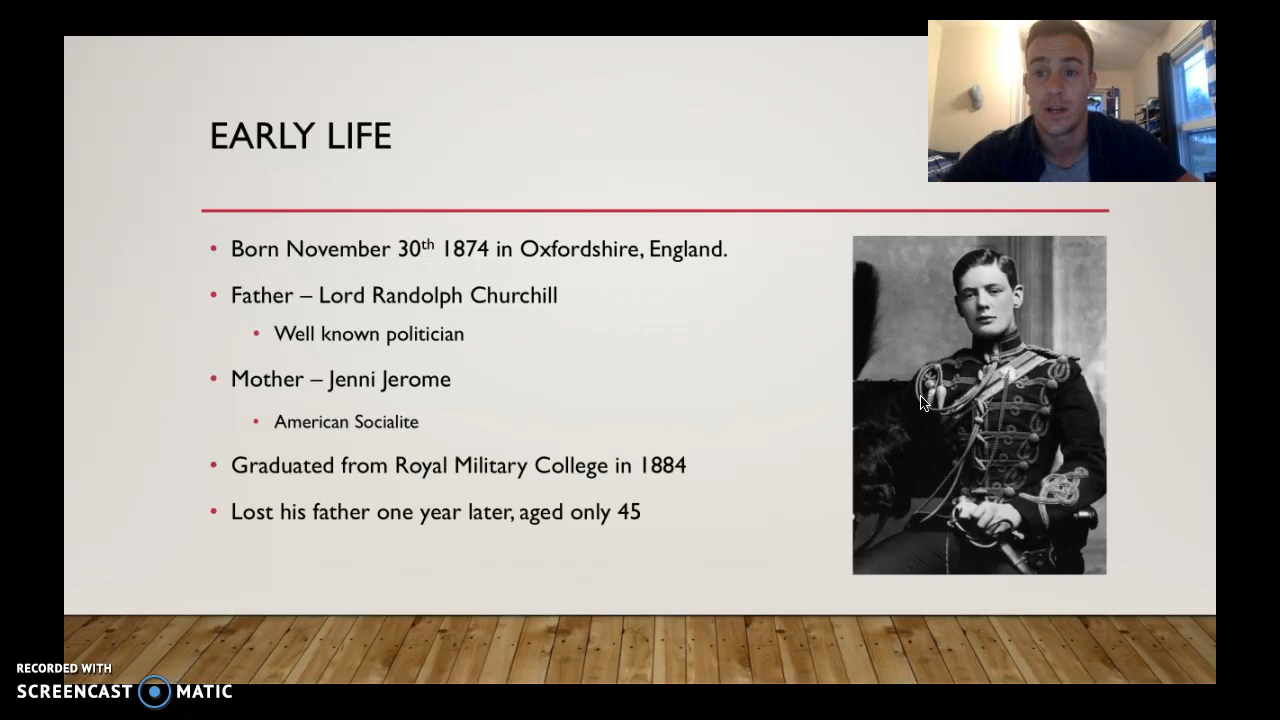 EARLY LIFE
• Born November 30th 1874 in Oxfordshire, England.
• Father – Lord Randolph Churchill
• Well known politician
• Mother – Jenni Jerome
• American Socialite
• Graduated from Royal Military College in 1884
• Lost his father one year later, aged only 45
RECORDED WITH
SCREENCAST MATIC